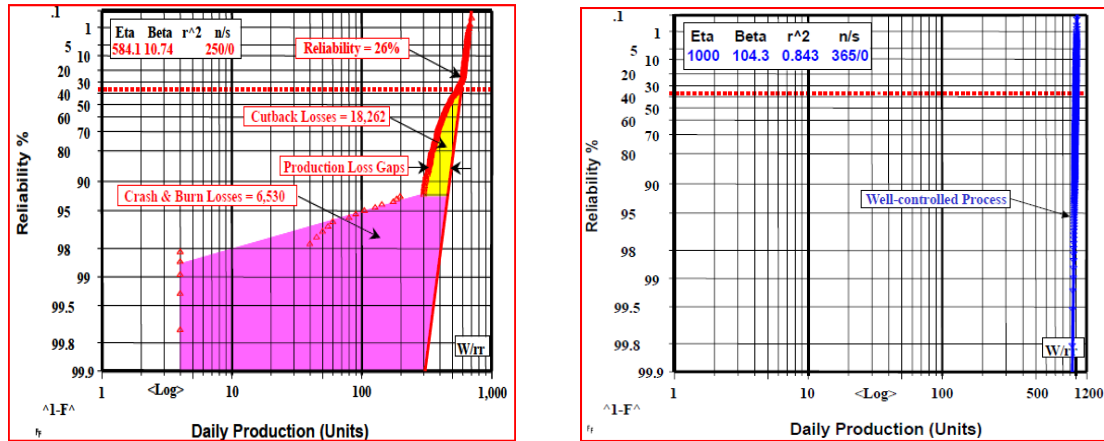 Eta Beta r^2 n/s
584.1 10.74 250/0
Reliability = 26%
Cutback Losses = 18,262
Production Loss Gaps
Crash & Burn Losses = 6,530
Reliability %
.1
1
5
10
20
30
40
50
60
70
80
90
95
98
99
99.5
99.8
99.9
W/rr
1
<Log>
10
100
1,000
^1-F^
Daily Production (Units)
Eta Beta r^2 n/s
1000 104.3 0.843 365/0
Well-controlled Process
Reliability %
.1
1
5
10
20
30
40
50
60
70
80
90
95
98
99
99.5
99.8
99.9
W/r
1
10
<Log>
100
500
1200
^1-F^
Daily Production (Units)